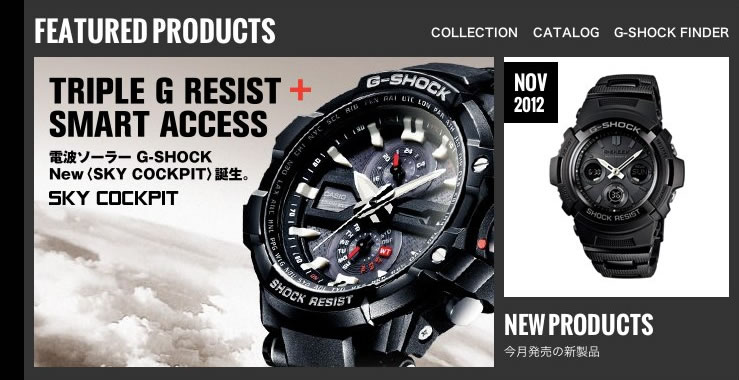 FEATURED PRODUCTS
COLLECTION CATALOG G-SHOCK FINDER
TRIPLE G RESIST +
SMART ACCESS
電波ソーラー G-SHOCK
New〈SKY COCKPIT〉誕生。
SKY COCKPIT
G-SHOCK
CASIO
SHOCK RESIST
NOV
2012
G-SHOCK
SHOCK RESIST
NEW PRODUCTS
今月発売の新製品